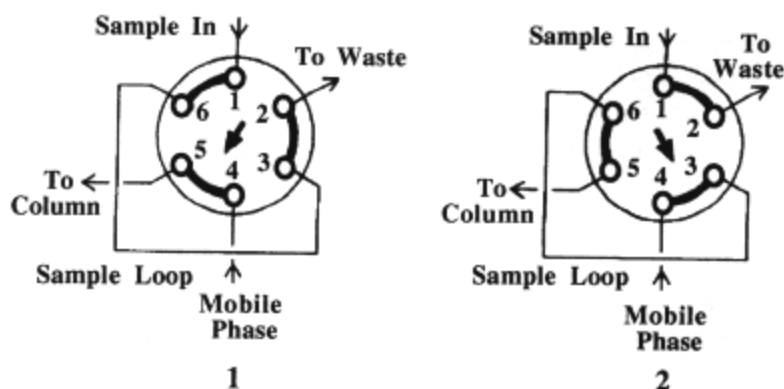 Sample In
To Waste
1
2
6
5
4
3
To
Column
Sample Loop
Mobile
Phase
1
Sample In
To
Waste
1
6
2
5
4
3
To
Column
Sample Loop
Mobile
Phase
2